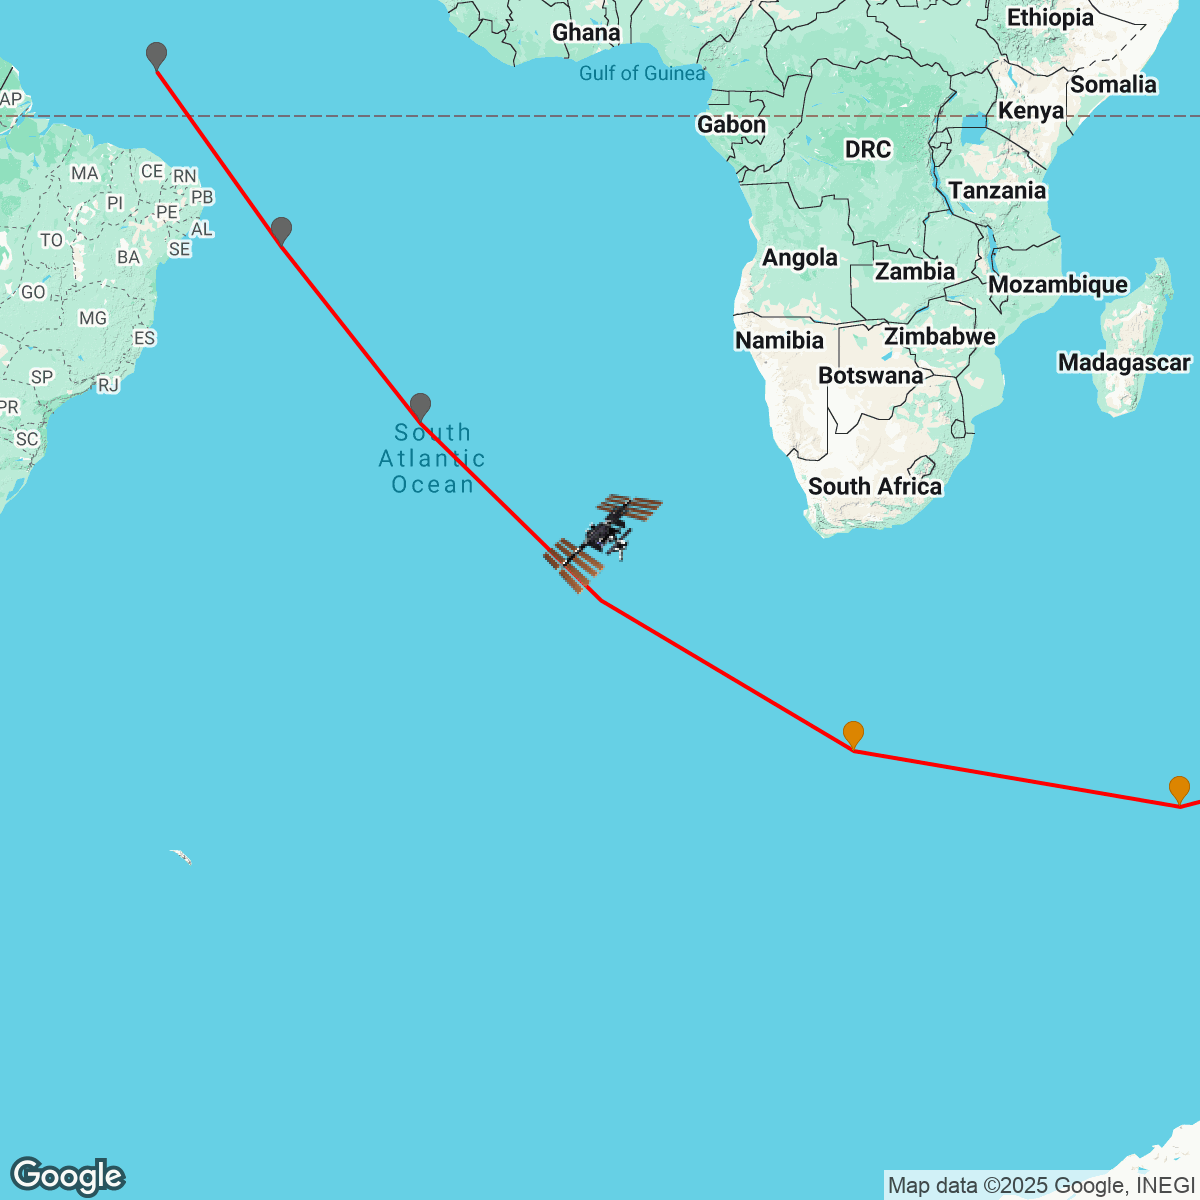 Ethiopia
Ghana
Gulf of Guinea
Somalia
AP
Kenya
Gabon
DRC
MA
CE
RN
Tanzania
PI
PB
PE
AL
TO
SE
BA
Angola
Zambia
Mozambique
GO
MG
ES
Namibia
Zimbabwe
Madagascar
SP
RJ
Botswana
PR
SC
South
Atlantic
Ocean
South Africa
Google
Map data ©2025 Google, INEGI